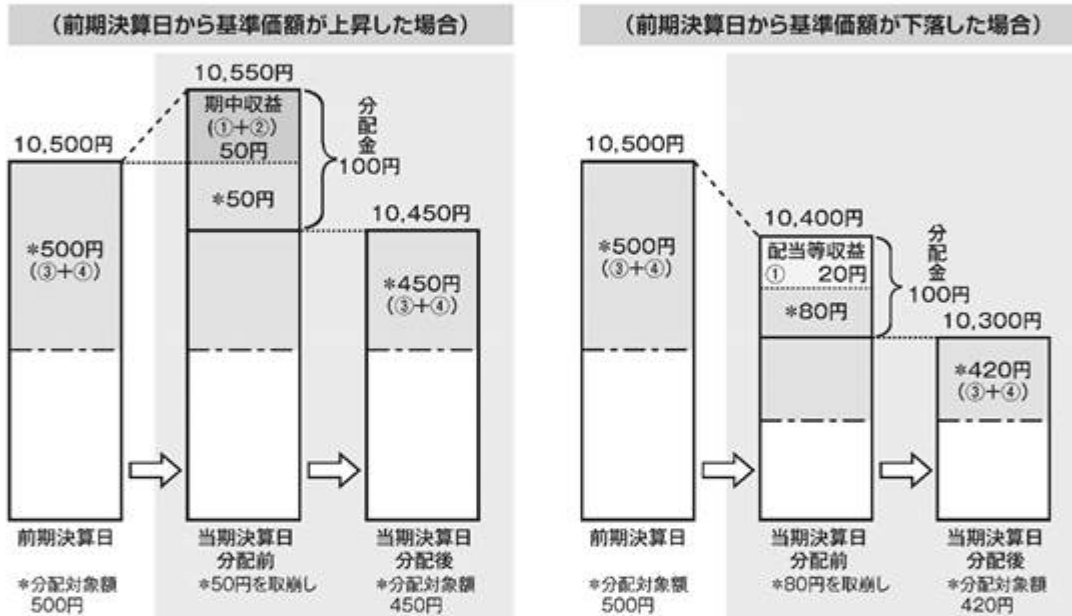 (前期決算日から基準価額が上昇した場合)
10,500円
*500円
(③+④)
前期決算日
*分配対象額
500円
10,550円
期中収益
(①+②)
50円
*50円
分配金
100円
当期決算日
分配前
*50円を取崩し
10,450円
*450円
(③+④)
当期決算日
分配後
*分配対象額
450円
(前期決算日から基準価額が下落した場合)
10,500円
*500円
(③+④)
前期決算日
*分配対象額
500円
10,400円
配当等収益
① 20円
*80円
分配金
100円
当期決算日
分配前
*80円を取崩し
10,300円
*420円
(③+④)
当期決算日
分配後
*分配対象額
420円